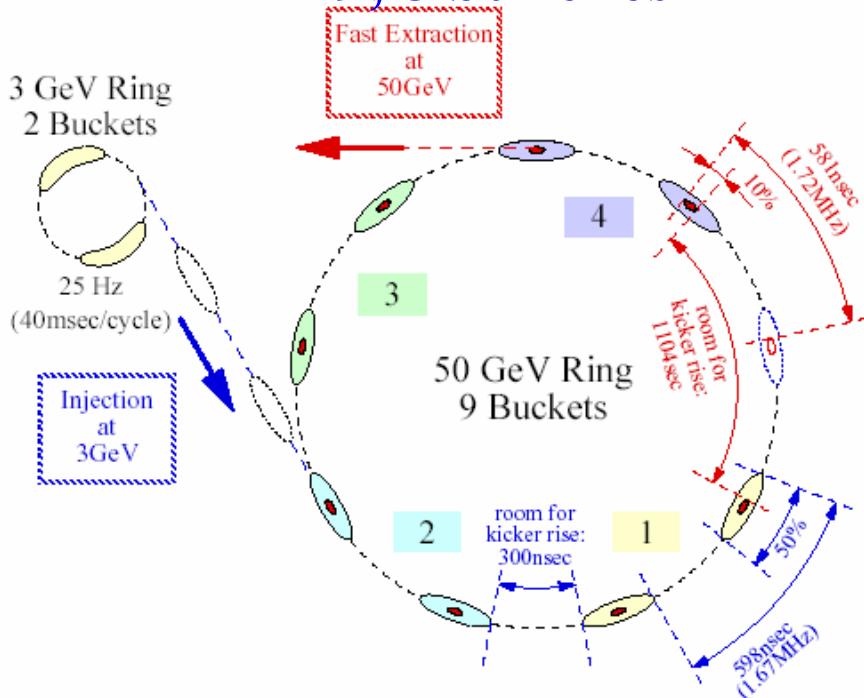 Fast Extraction
at
50GeV
3 GeV Ring
2 Buckets
581nsec
(1.72MHz)
10%
4
3
25 Hz
(40msec/cycle)
room for
kicker rise:
1104sec
50 GeV Ring
9 Buckets
Injection
at
3GeV
2
room for
kicker rise:
300nsec
1
50%
598nsec
(1.67MHz)